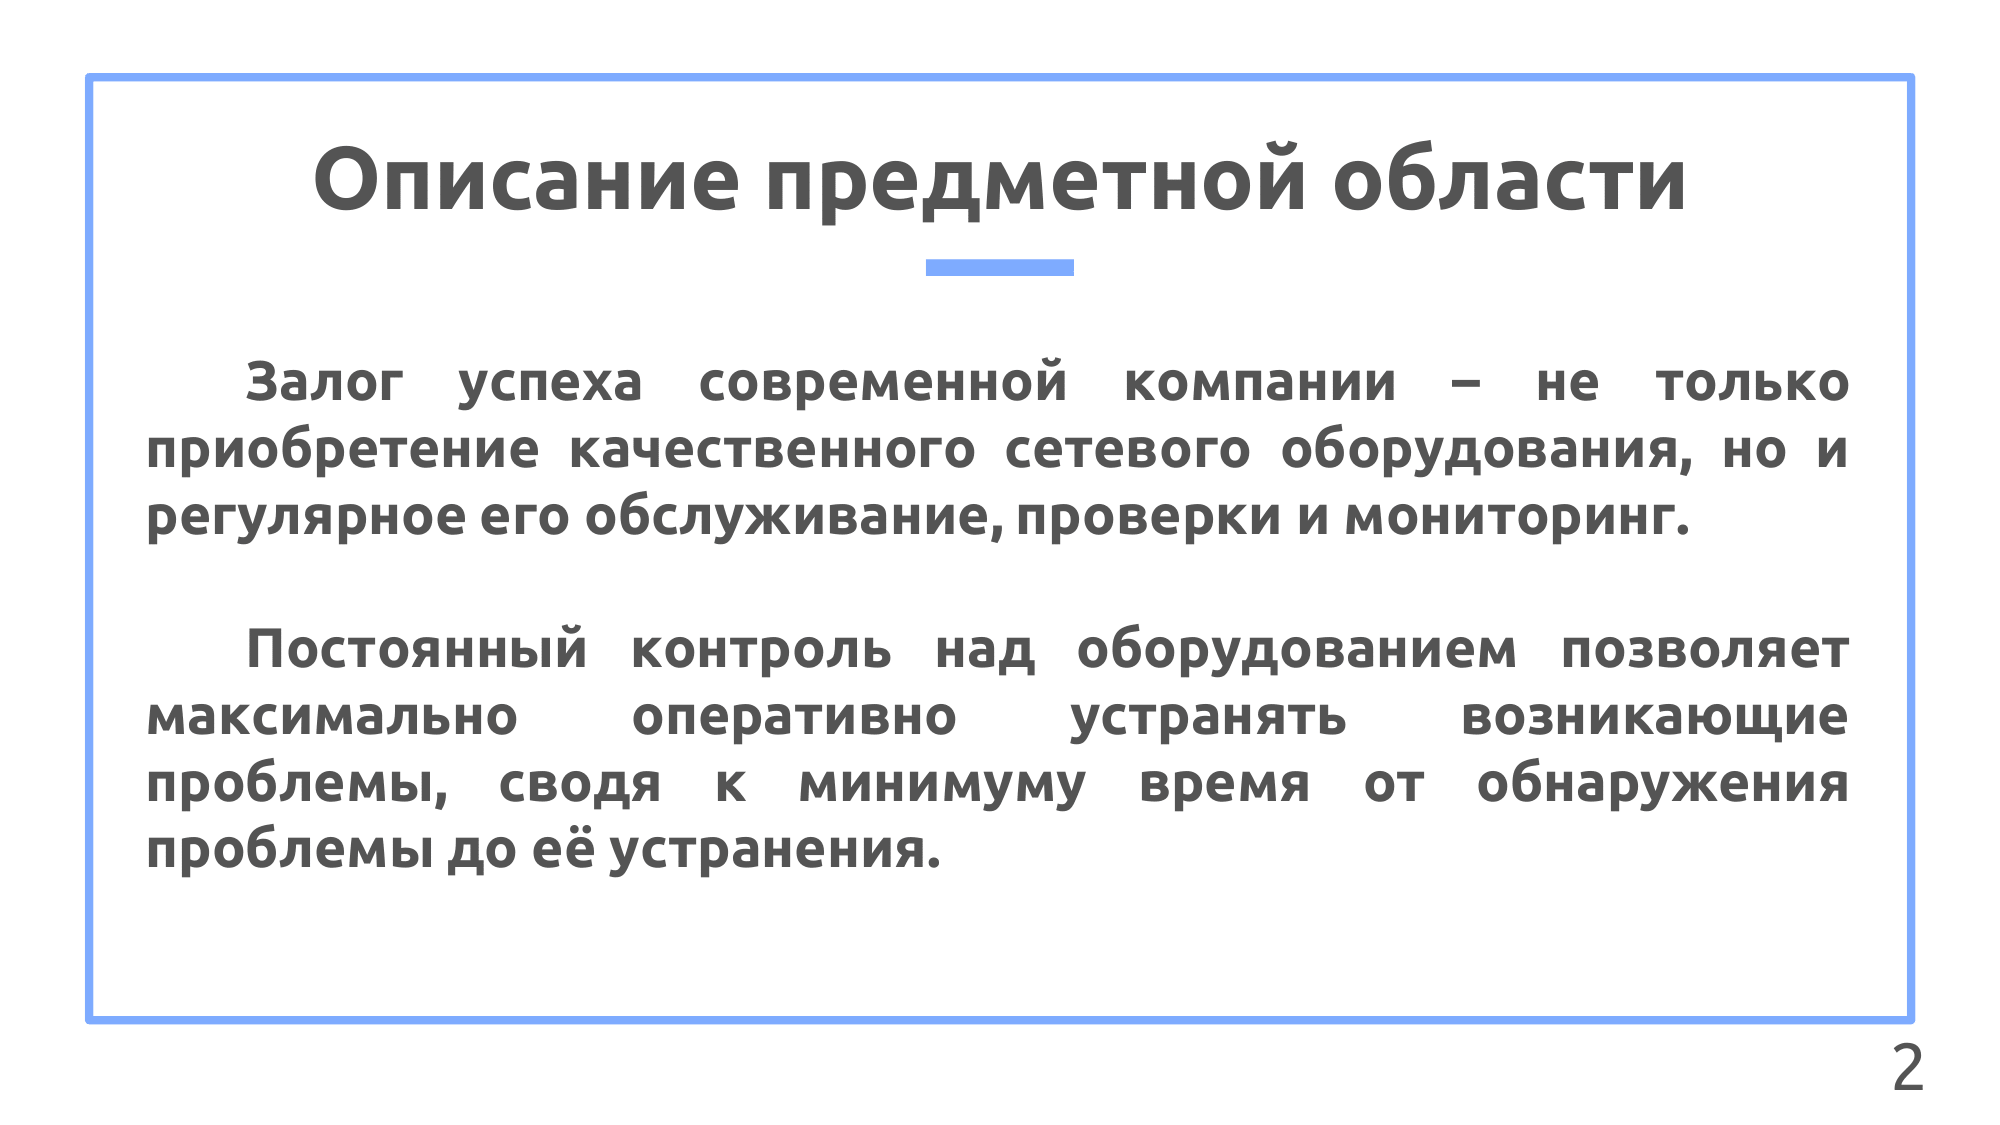 Описание предметной области
Залог успеха современной компании – не только
приобретение качественного сетевого оборудования, но и
регулярное его обслуживание, проверки и мониторинг.
Постоянный контроль над оборудованием позволяет
максимально оперативно устранять возникающие
проблемы, сводя к минимуму время от обнаружения
проблемы до её устранения.
2